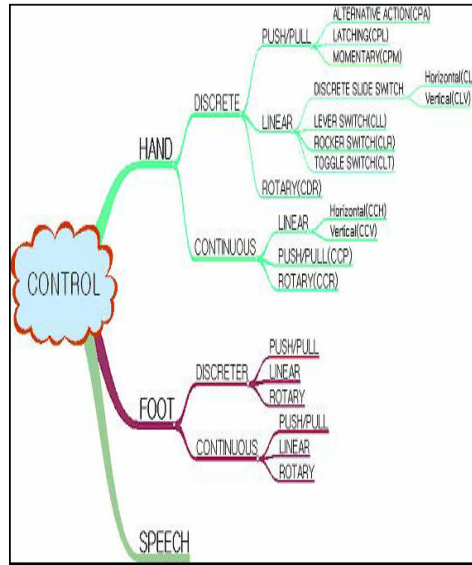 CONTROL
HAND
DISCRETE
PUSH/PULL
ALTERNATIVE ACTION(CPA)
LATCHING(CPL)
MOMENTARY(CPM)
LINEAR
DISCRETE SLIDE SWITCH
Horizontal(CL
Vertical(CLV)
LEVER SWITCH(CLL)
ROCKER SWITCH(CLR)
TOGGLE SWITCH(CLT)
ROTARY(CDR)
CONTINUOUS
LINEAR
Horizontal(CCH)
Vertical(CCV)
PUSH/PULL(CCP)
ROTARY(CCR)
FOOT
DISCRETER
PUSH/PULL
LINEAR
ROTARY
CONTINUOUS
PUSH/PULL
LINEAR
ROTARY
SPEECH